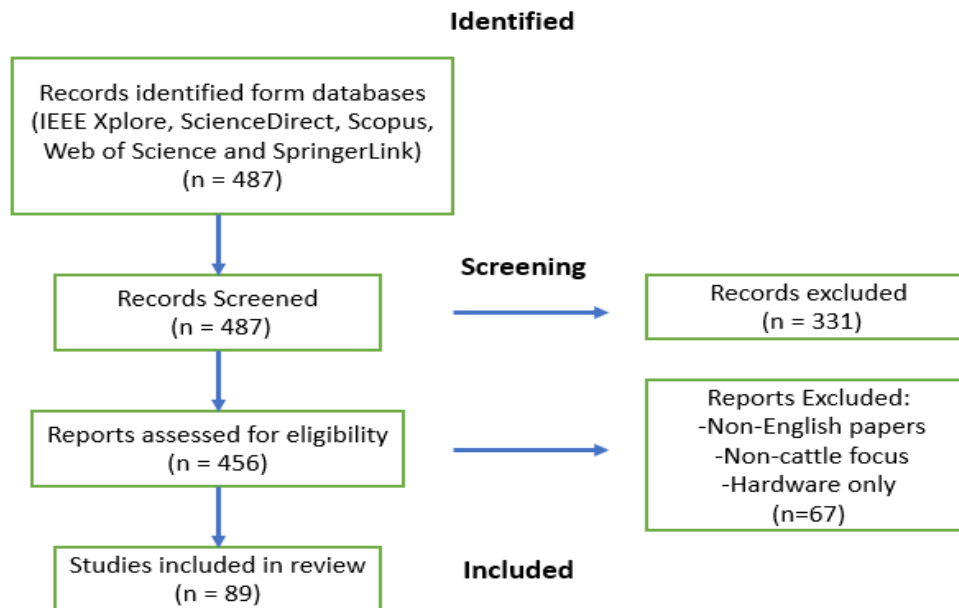 Identified
Records identified form databases
(IEEE Xplore, ScienceDirect, Scopus,
Web of Science and SpringerLink)
(n = 487)
Screening
Records Screened
(n = 487)
Records excluded
(n = 331)
Reports assessed for eligibility
(n = 456)
Reports Excluded:
-Non-English papers
-Non-cattle focus
-Hardware only
(n=67)
Studies included in review
(n = 89)
Included